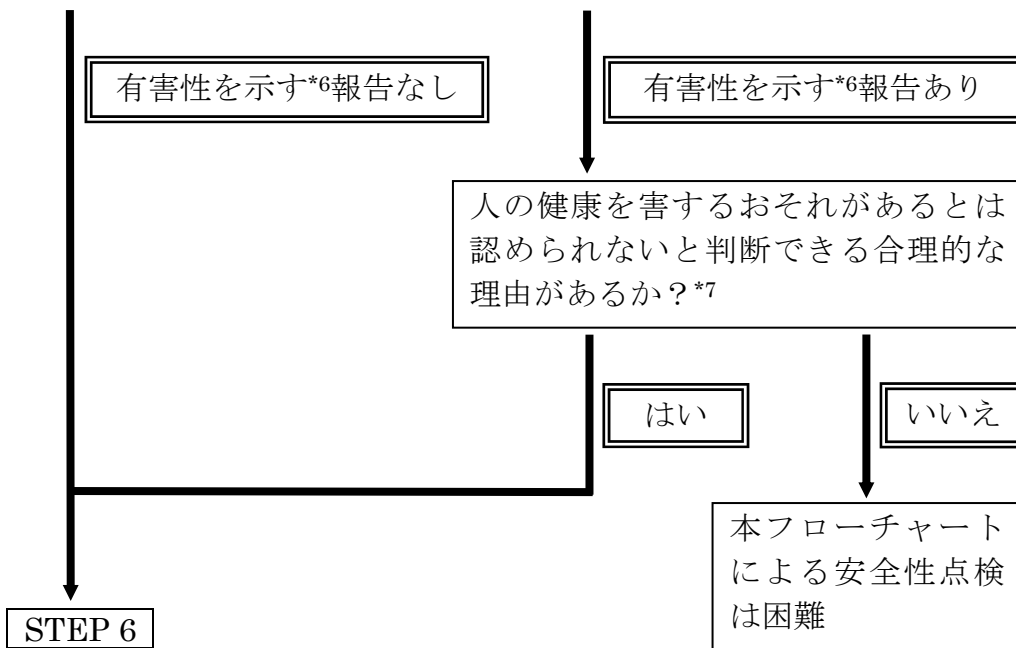 有害性を示す*6報告なし
有害性を示す*6報告あり
人の健康を害するおそれがあるとは
認められないと判断できる合理的な
理由があるか？*7
はい
いいえ
本フローチャート
による安全性点検
は困難
STEP 6